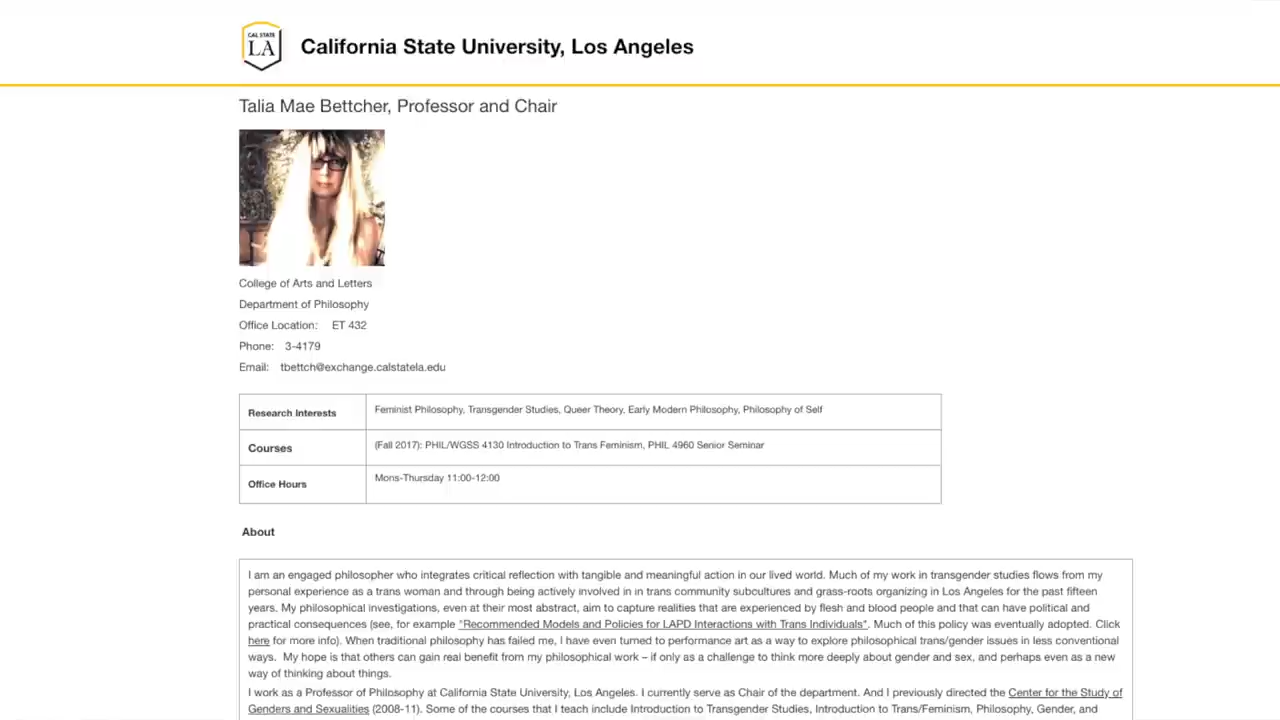 CAL STATE
LA
California State University, Los Angeles
Talia Mae Bettcher, Professor and Chair
College of Arts and Letters
Department of Philosophy
Office Location: ET 432
Phone: 3-4179
Email: tbettch@exchange.calstatela.edu
Research Interests Feminist Philosophy, Transgender Studies, Queer Theory, Early Modern Philosophy, Philosophy of Self
Courses (Fall 2017): PHIL/WGSS 4130 Introduction to Trans Feminism, PHIL 4960 Senior Seminar
Office Hours Mons-Thursday 11:00-12:00
About
I am an engaged philosopher who integrates critical reflection with tangible and meaningful action in our lived world. Much of my work in transgender studies flows from my
personal experience as a trans woman and through being actively involved in in trans community subcultures and grass-roots organizing in Los Angeles for the past fifteen
years. My philosophical investigations, even at their most abstract, aim to capture realities that are experienced by flesh and blood people and that can have political and
practical consequences (see, for example "Recommended Models and Policies for LAPD Interactions with Trans Individuals". Much of this policy was eventually adopted. Click
here for more info). When traditional philosophy has failed me, I have even turned to performance art as a way to explore philosophical trans/gender issues in less conventional
ways. My hope is that others can gain real benefit from my philosophical work – if only as a challenge to think more deeply about gender and sex, and perhaps even as a new
way of thinking about things.
I work as a Professor of Philosophy at California State University, Los Angeles. I currently serve as Chair of the department. And I previously directed the Center for the Study of
Genders and Sexualities (2008-11). Some of the courses that I teach include Introduction to Transgender Studies, Introduction to Trans/Feminism, Philosophy, Gender, and